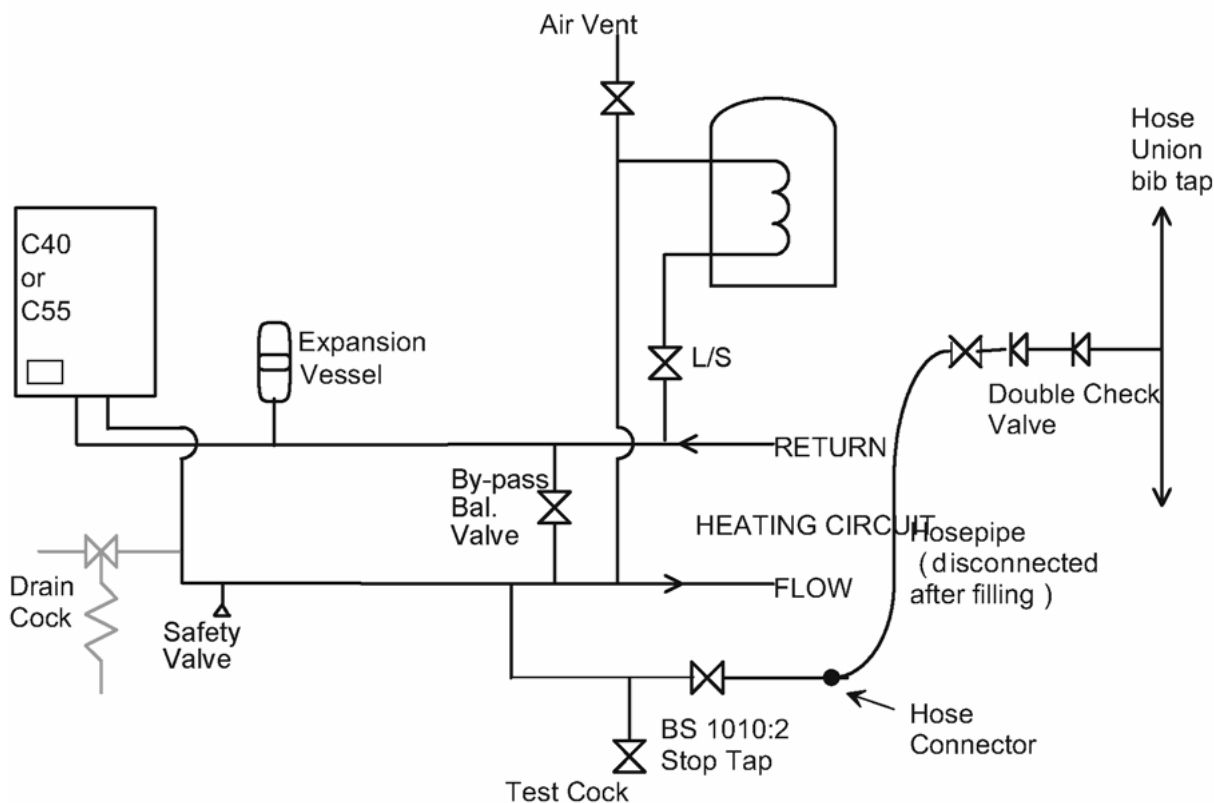 Air Vent
Hose
Union
bib tap
C40
or
C55
Expansion
Vessel
L/S
Double Check
Valve
RETURN
By-pass
Bal.
Valve
HEATING CIRCUIT
Hosepipe
( disconnected
after filling )
Drain
Cock
FLOW
Safety
Valve
BS 1010:2
Stop Tap
Hose
Connector
Test Cock